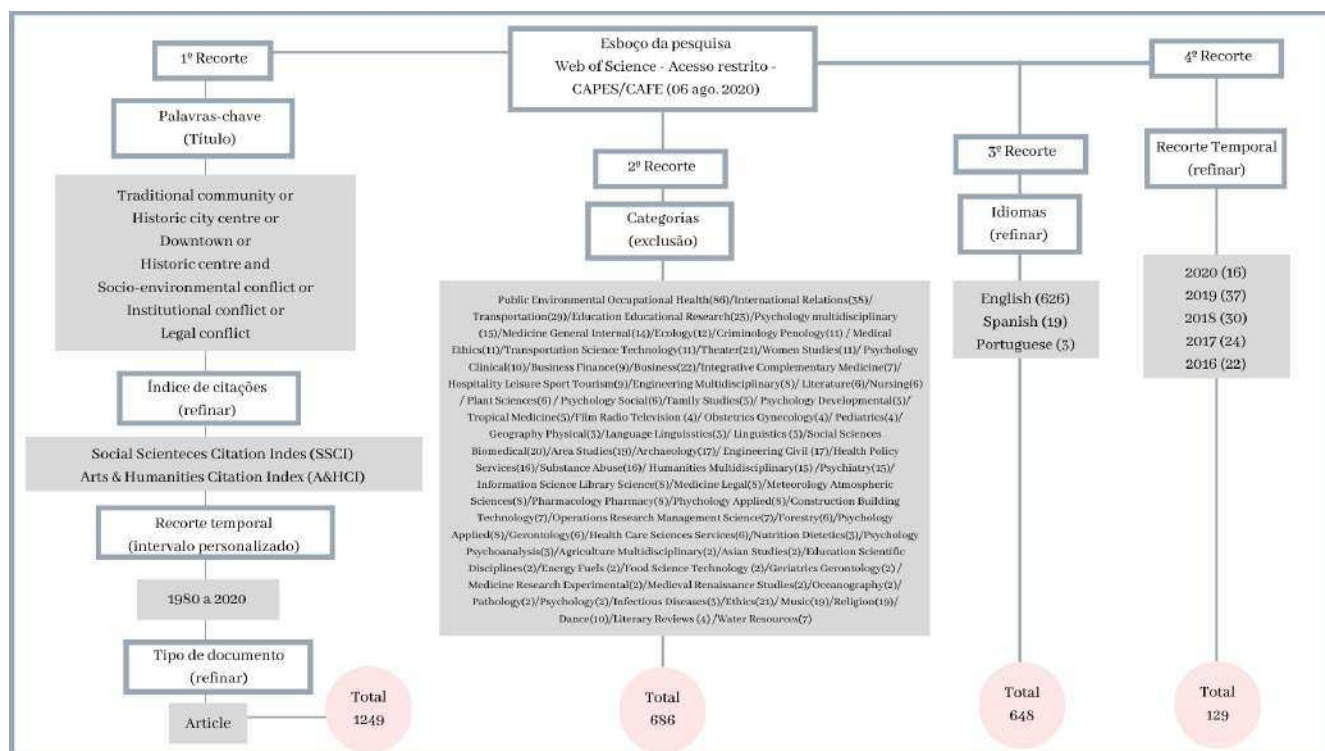 Esboço da pesquisa
Web of Science - Acesso restrito -
CAPES/CAFE (06 ago. 2020)
1º Recorte
Palavras-chave
(Título)
Traditional community or
Historic city centre or
Downtown or
Historic centre and
Socio-environmental conflict or
Institutional conflict or
Legal conflict
Índice de citações
(refinar)
Social Scienteces Citation Indes (SSCI)
Arts & Humanities Citation Index (A&HCI)
Recorte temporal
(intervalo personalizado)
1980 a 2020
Tipo de documento
(refinar)
Article
Total
1249
2º Recorte
Categorias
(exclusão)
Public Environmental Occupational Health(86)/International Relations(38)/
Transportation(29)/Education Educational Research(23)/Psychology multidisciplinary
(15)/Medicine General Internal(14)/Ecology(12)/Criminology Penology(11) / Medical
Ethics(11)/Transportation Science Technology(11)/Theater(21)/Women Studies(11)/ Psychology
Clinical(10)/Business Finance(9)/Business(22)/Integrative Complementary Medicine(7)/
Hospitality Leisure Sport Tourism(9)/Engineering Multidisciplinary(8)/ Literature(6)/Nursing(6)
/ Plant Sciences(6) / Psychology Social(6)/Family Studies(5)/ Psychology Developmental(5)/
Tropical Medicine(5)/Film Radio Television (4)/ Obstetrics Gynecology(4)/ Pediatrics(4)/
Geography Physical(3)/Language Linguisstics(3)/ Linguistics (3)/Social Sciences
Biomedical(20)/Area Studies(19)/Archaeology(17)/ Engineering Civil (17)/Health Policy
Services(16)/Substance Abuse(16)/ Humanities Multidisciplinary(15) /Psychiatry(15)/
Information Science Library Science(8)/Medicine Legal(8)/Meteorology Atmospheric
Sciences(8)/Pharmacology Pharmacy(8)/Phychology Applied(8)/Construction Building
Technology(7)/Operations Research Management Science(7)/Forestry(6)/Psychology
Applied(8)/Gerontology(6)/Health Care Sciences Services(6)/Nutrition Dietetics(3)/Psychology
Psychoanalysis(3)/Agriculture Multidisciplinary(2)/Asian Studies(2)/Education Scientific
Disciplines(2)/Energy Fuels (2)/Food Science Technology (2)/Geriatrics Gerontology(2) /
Medicine Research Experimental(2)/Medieval Renaissance Studies(2)/Oceanography(2)/
Pathology(2)/Psychology(2)/Infectious Diseases(3)/Ethics(21)/ Music(19)/Religion(19)/
Dance(10)/Literary Reviews (4) /Water Resources(7)
Total
686
3º Recorte
Idiomas
(refinar)
English (626)
Spanish (19)
Portuguese (3)
Total
648
4º Recorte
Recorte Temporal
(refinar)
2020 (16)
2019 (37)
2018 (30)
2017 (24)
2016 (22)
Total
129